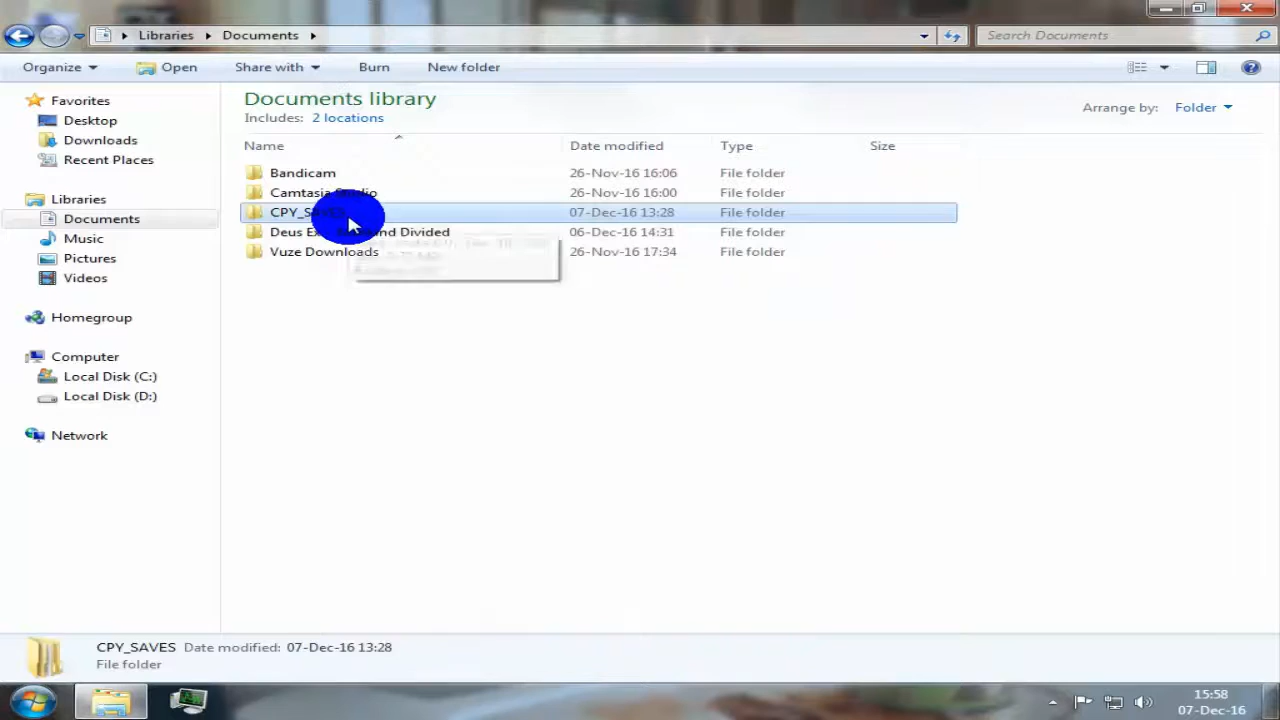 Libraries
Documents
Search Documents
Organize
Open
Share with
Burn
New folder
Favorites
Desktop
Downloads
Recent Places
Libraries
Documents
Music
Pictures
Videos
Homegroup
Computer
Local Disk (C:)
Local Disk (D:)
Network
Documents library
Includes: 2 locations
Arrange by: Folder
Name Date modified Type Size
Bandicam 26-Nov-16 16:06 File folder
Camtasia 26-Nov-16 16:00 File folder
CPY_SAVES 07-Dec-16 13:28 File folder
Deus Ex Divided 06-Dec-16 14:31 File folder
Vuze Downloads 26-Nov-16 17:34 File folder
CPY_SAVES Date modified: 07-Dec-16 13:28
File folder
15:58
07-Dec-16